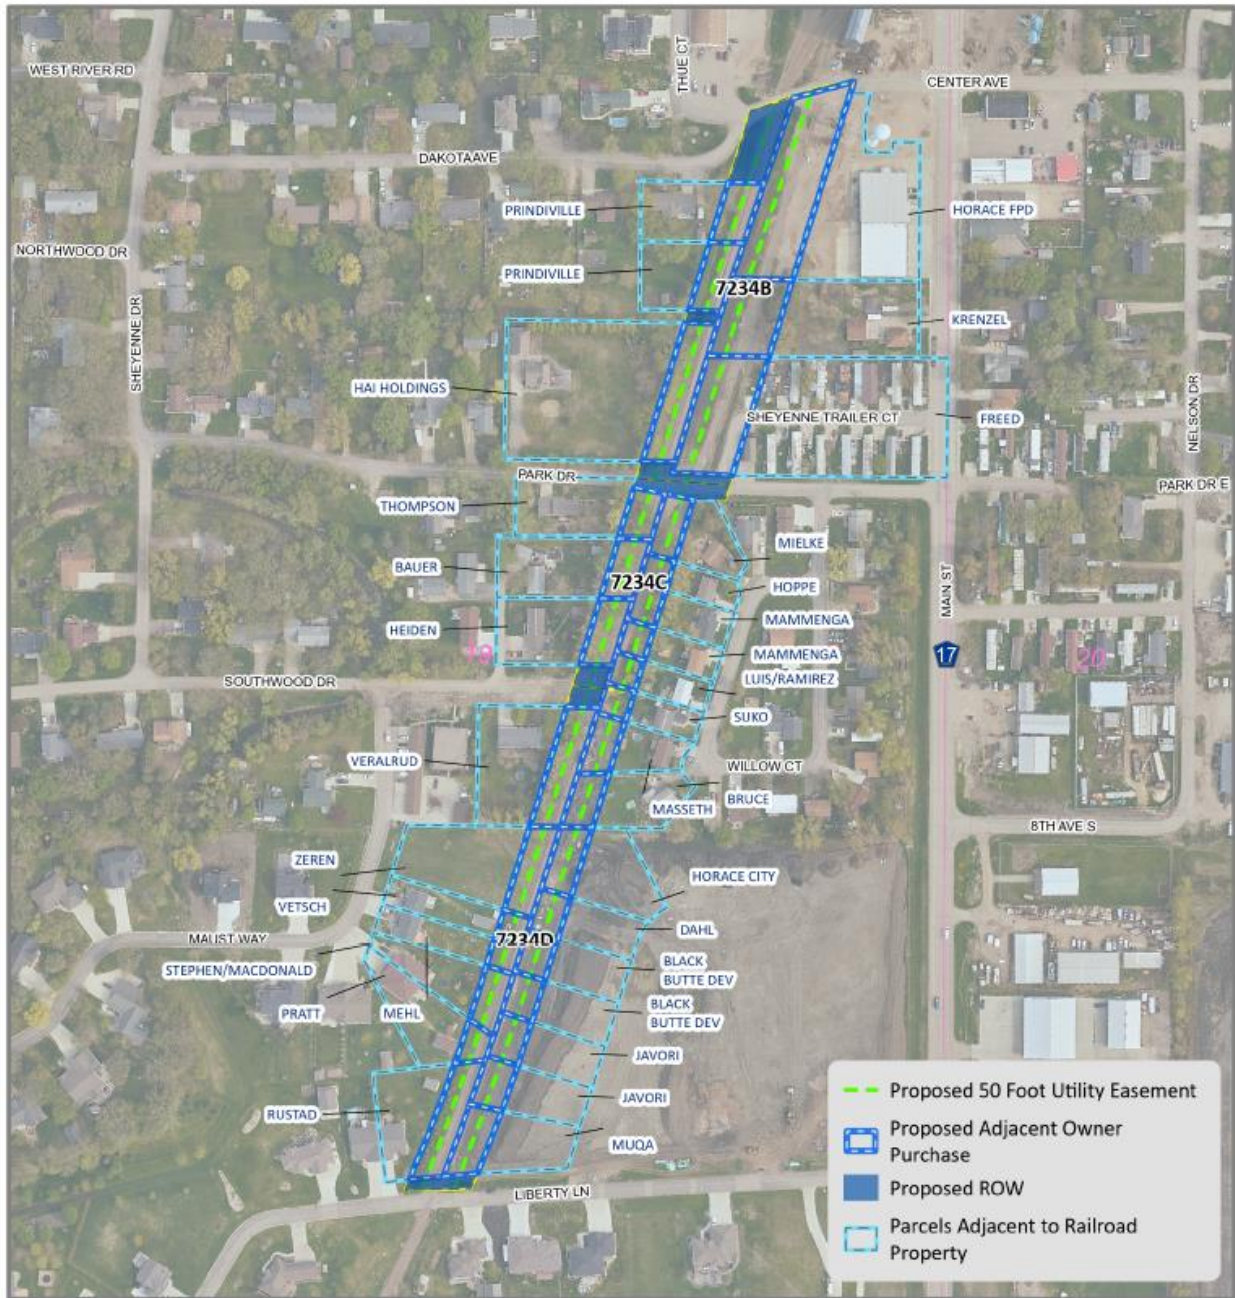 THUE CT
WEST RIVER RD
CENTER AVE
DAKOTA AVE
PRINDIVILLE
HORACE FPD
NORTHWOOD DR
PRINDIVILLE
7234B
SHEYENNE DR
KRENZEL
HAI HOLDINGS
SHEYENNE TRAILER CT
FREED
NELSON DR
PARK DR
PARK DR E
THOMPSON
MIELKE
BAUER
7234C
HOPPE
MAIN ST
MAMMENGA
HEIDEN
MAMMENGA
19
17
20
LUIS/RAMIREZ
SOUTHWOOD DR
SUKO
VERALRUD
WILLOW CT
MASSETH
BRUCE
8TH AVE S
ZEREN
HORACE CITY
VETSCH
DAHL
MAUST WAY
7234D
BLACK
BUTTE DEV
STEPHEN/MACDONALD
BLACK
BUTTE DEV
PRATT
MEHL
JAVORI
JAVORI
RUSTAD
MUQA
LIBERTY LN
Proposed 50 Foot Utility Easement
Proposed Adjacent Owner
Purchase
Proposed ROW
Parcels Adjacent to Railroad
Property